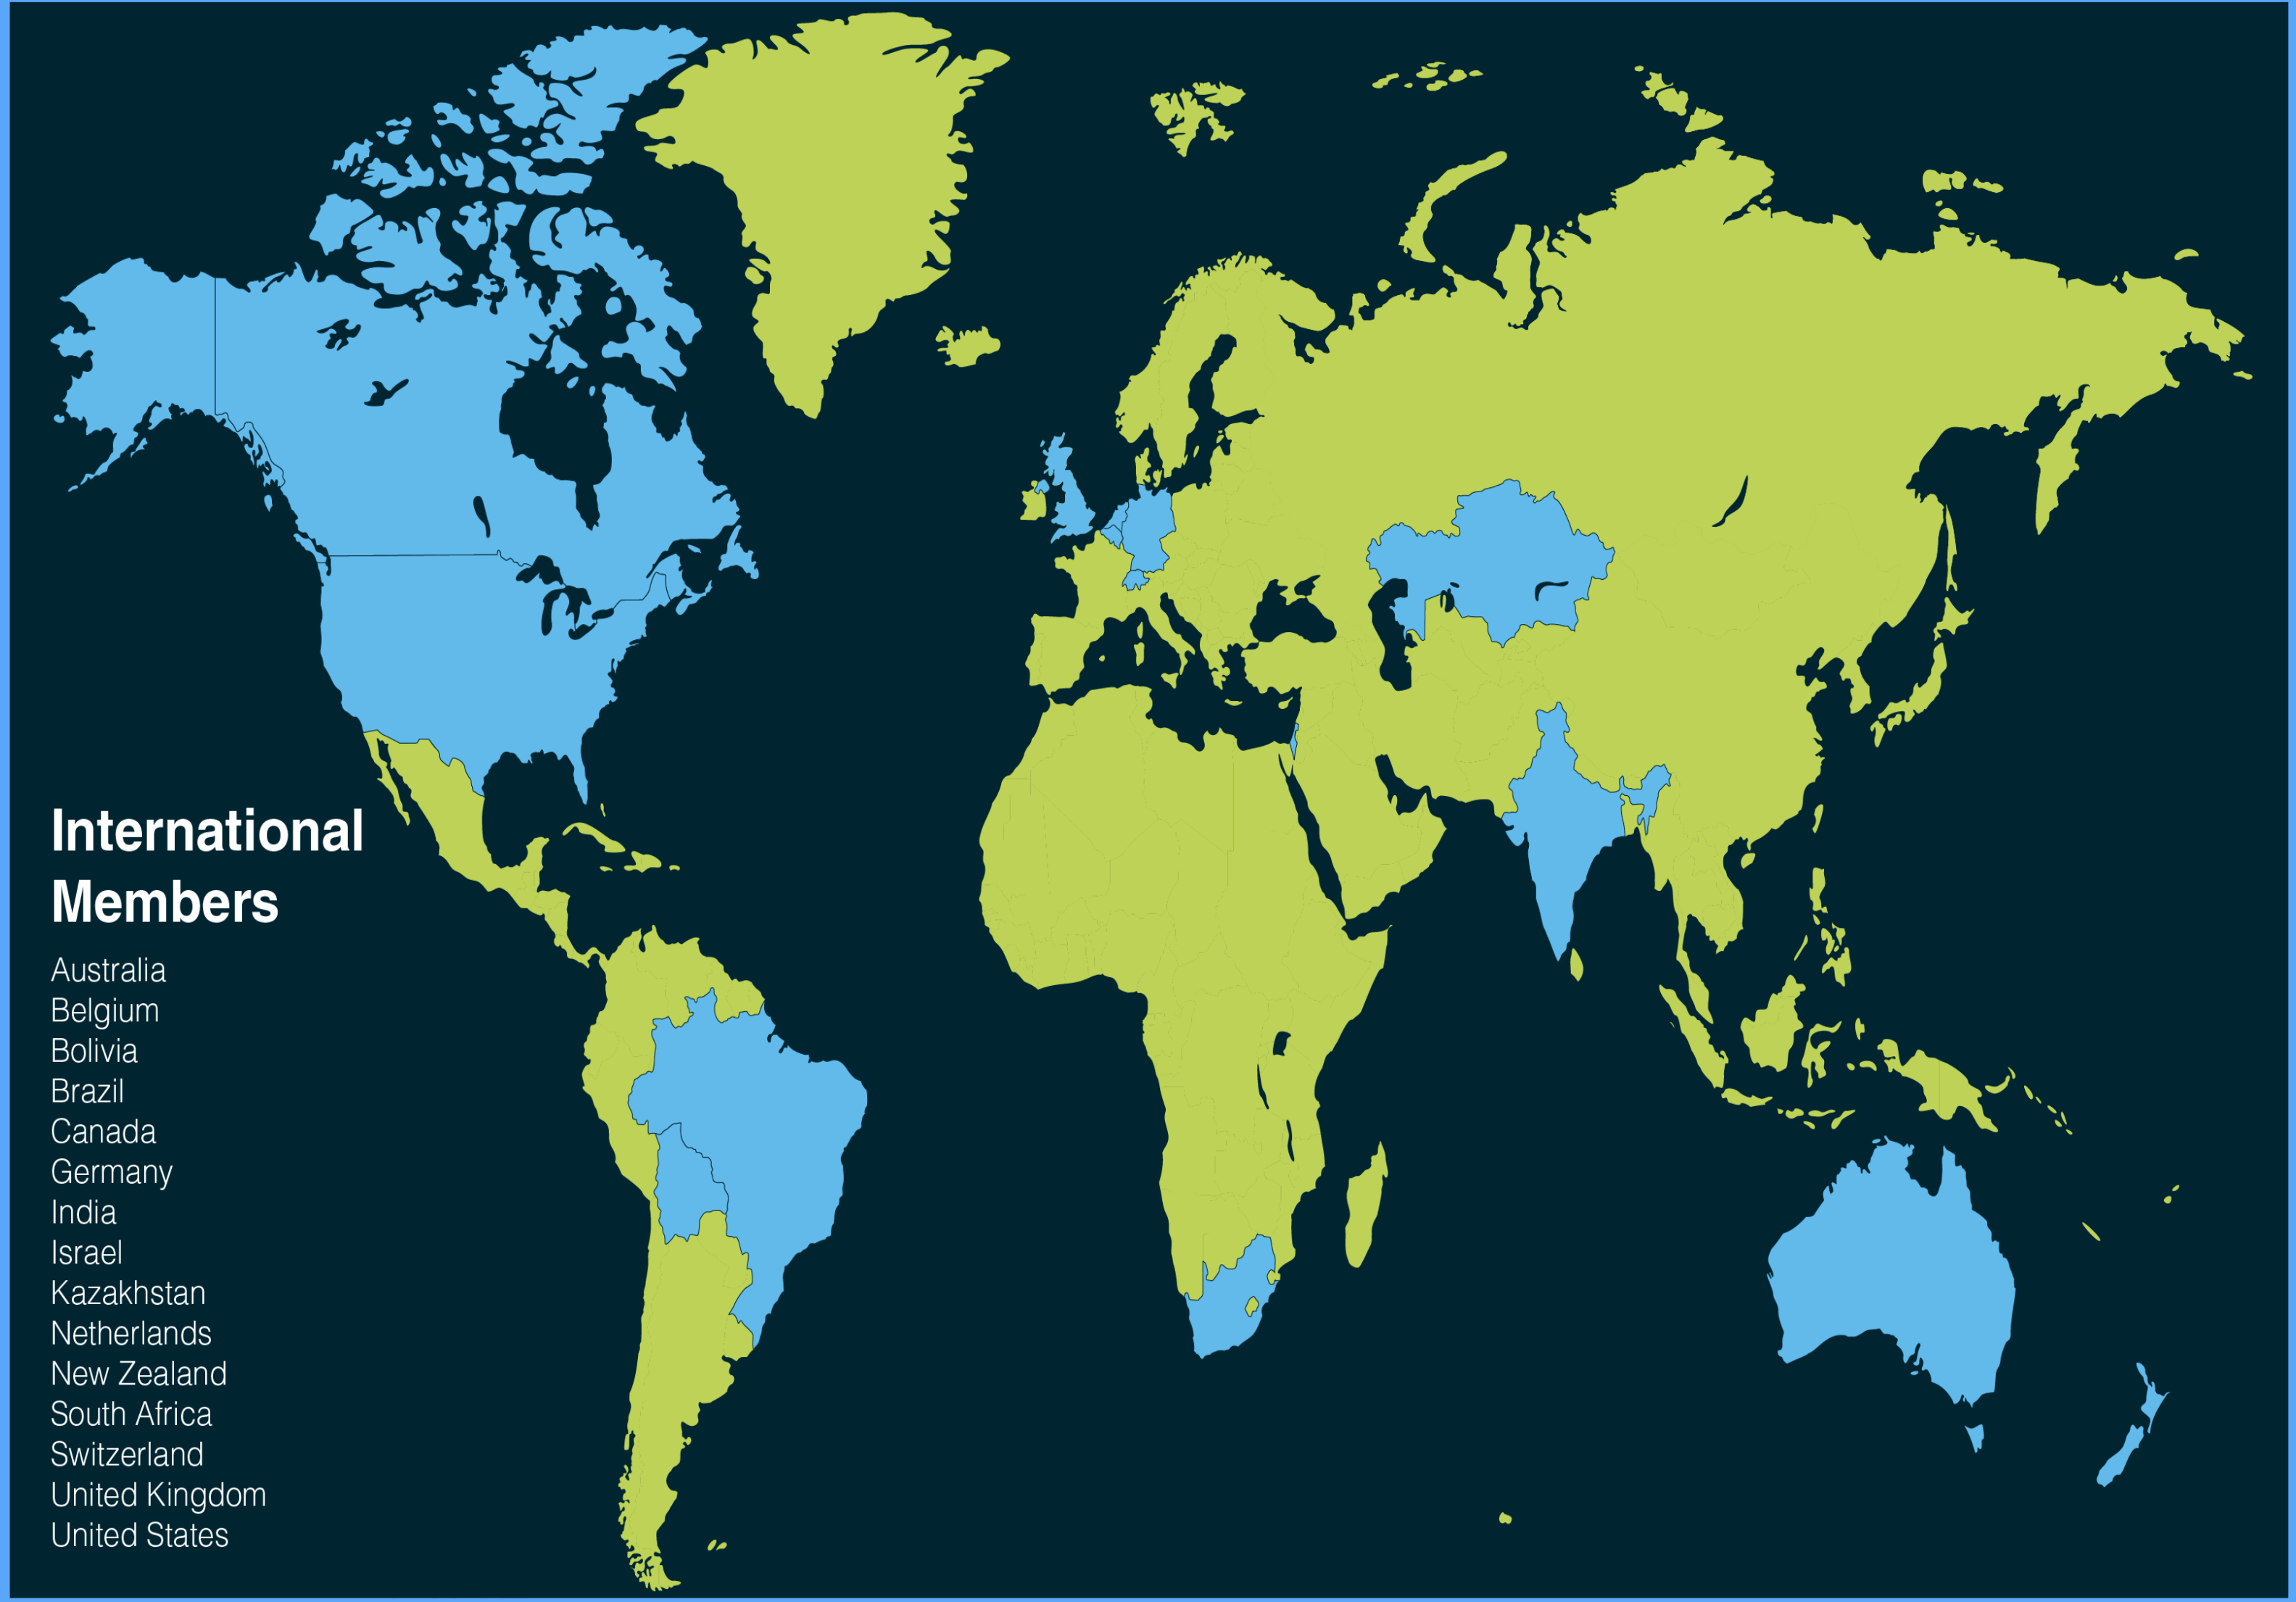 International
Members
Australia
Belgium
Bolivia
Brazil
Canada
Germany
India
Israel
Kazakhstan
Netherlands
New Zealand
South Africa
Switzerland
United Kingdom
United States